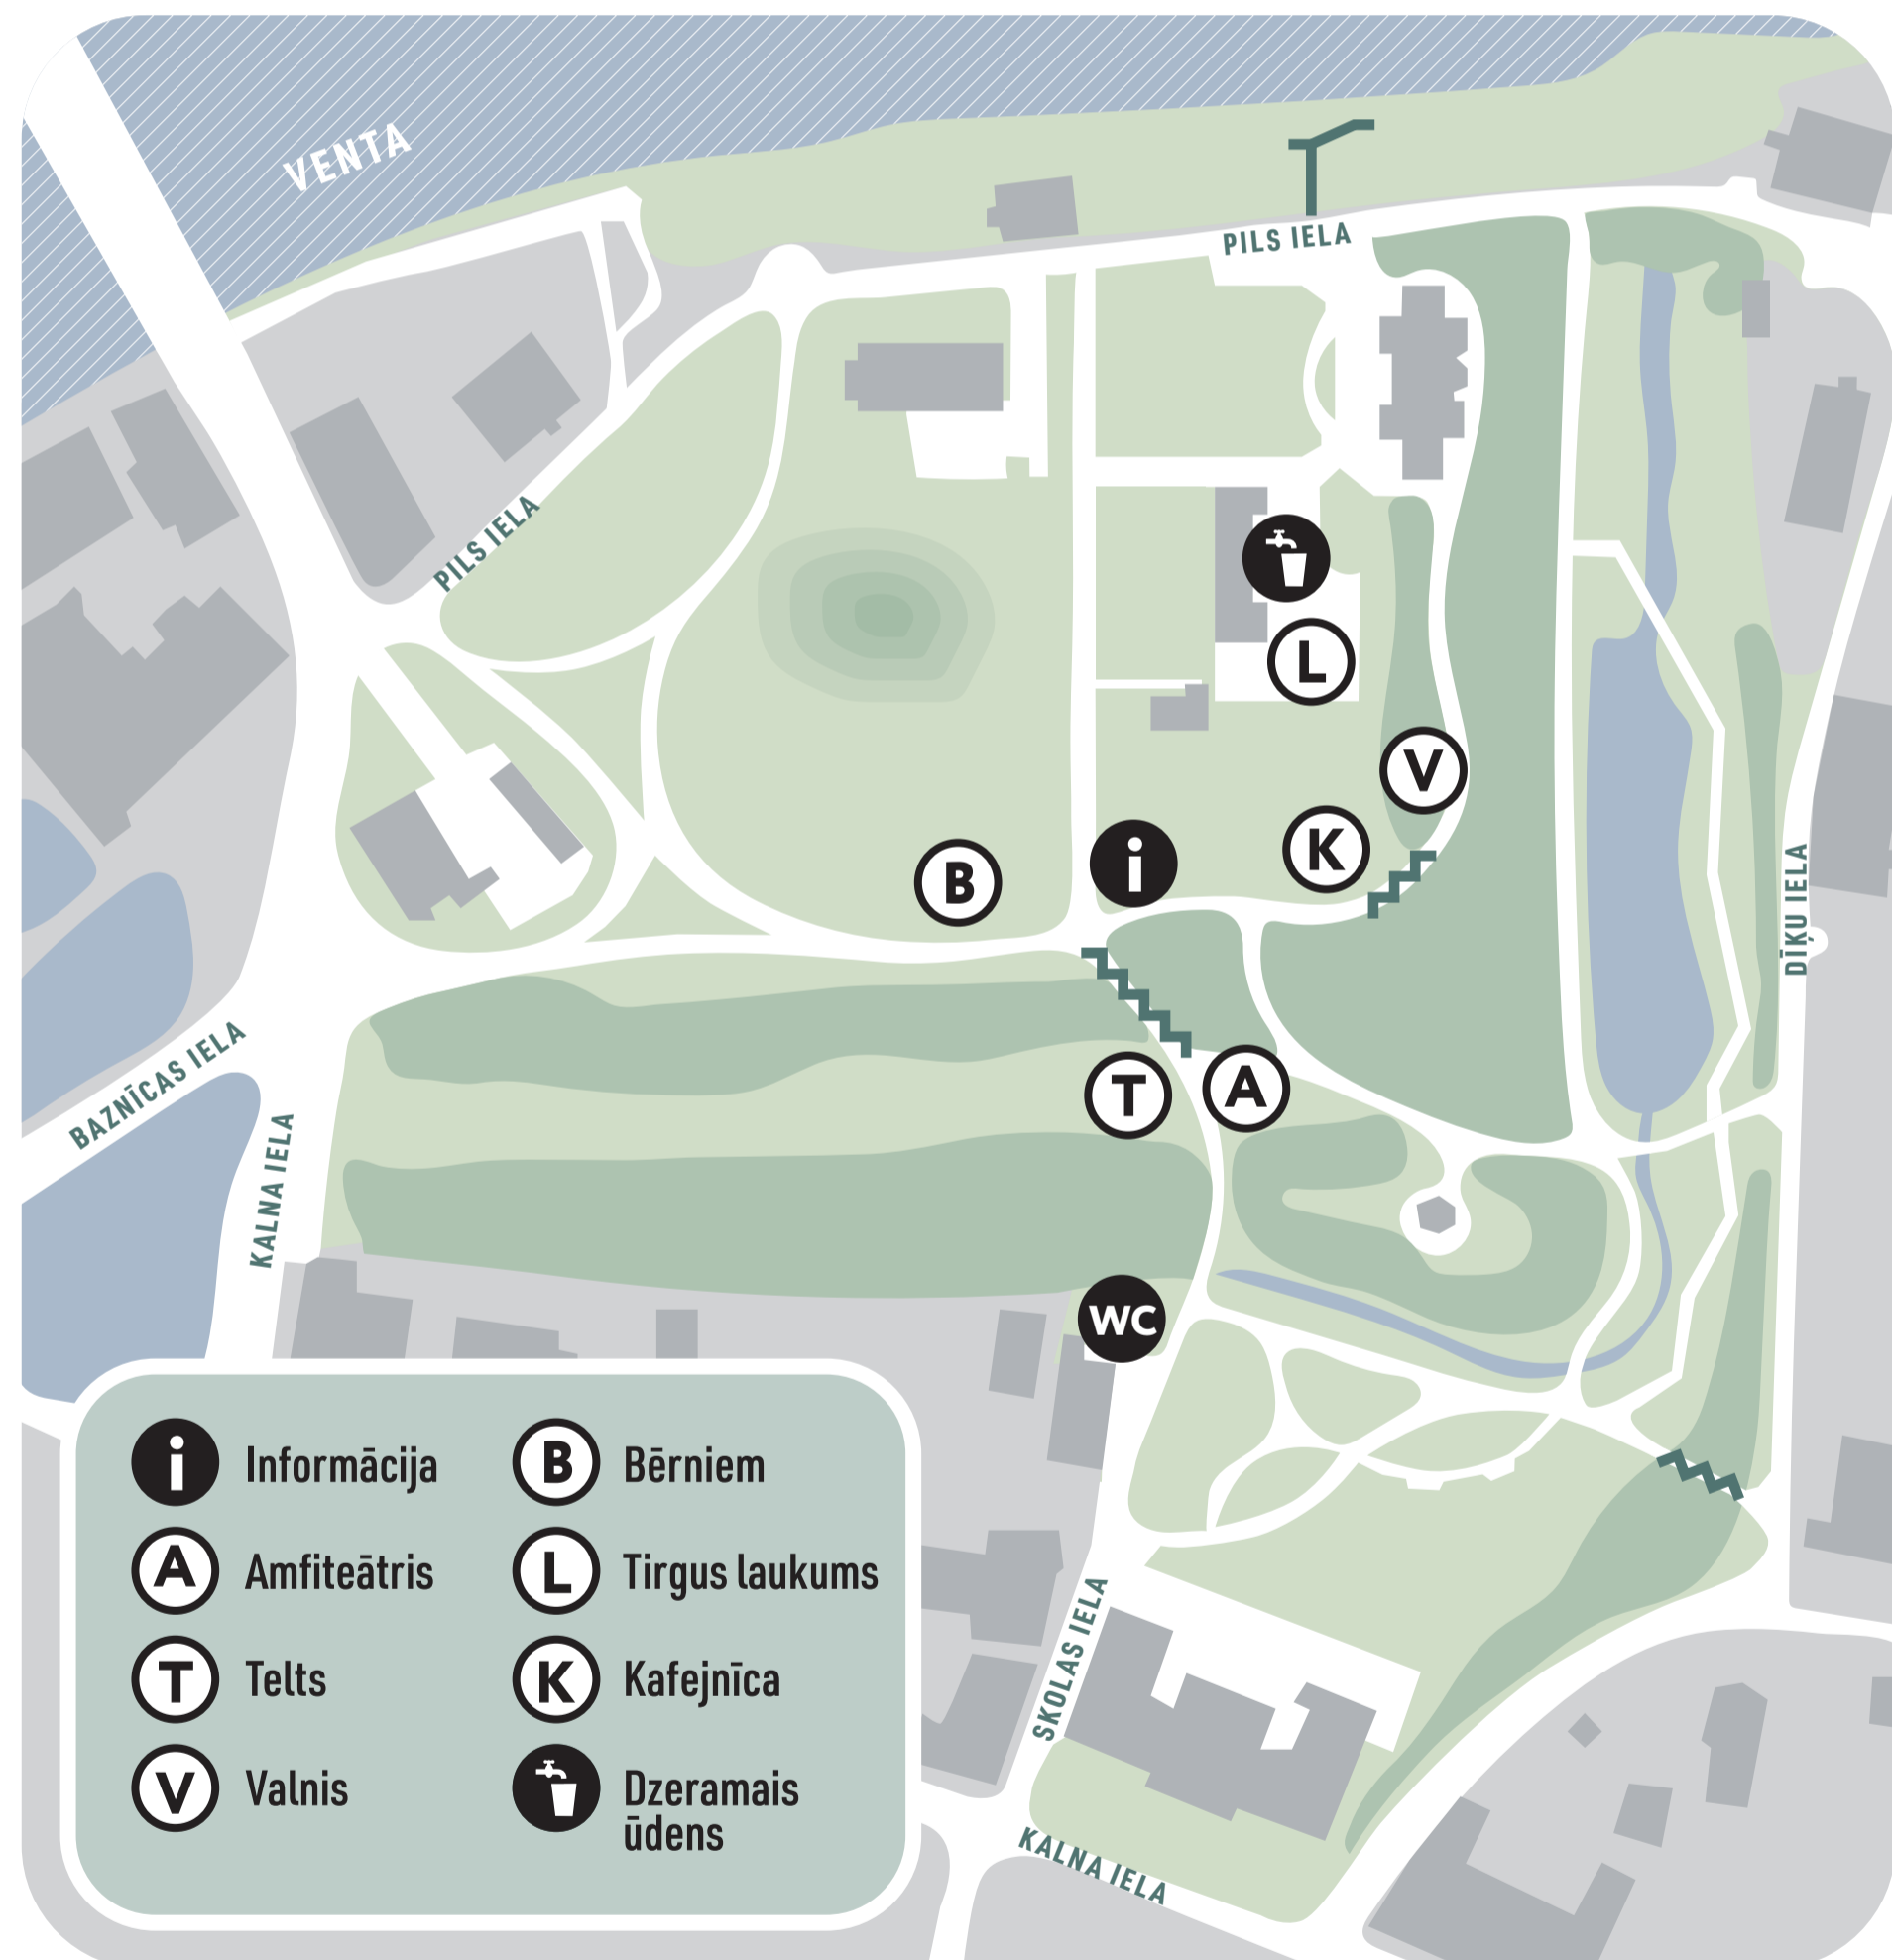 VENTA
PILS IELA
PILS IELA
L
V
K
i
B
DĪĶU IELA
BAZNĪCAS IELA
T
A
KALNA IELA
WC
SKOLAS IELA
KALNA IELA
i Informācija
A Amfiteātris
T Telts
V Valnis
B Bērniem
L Tirgus laukums
K Kafejnīca
Dzeramais
ūdens